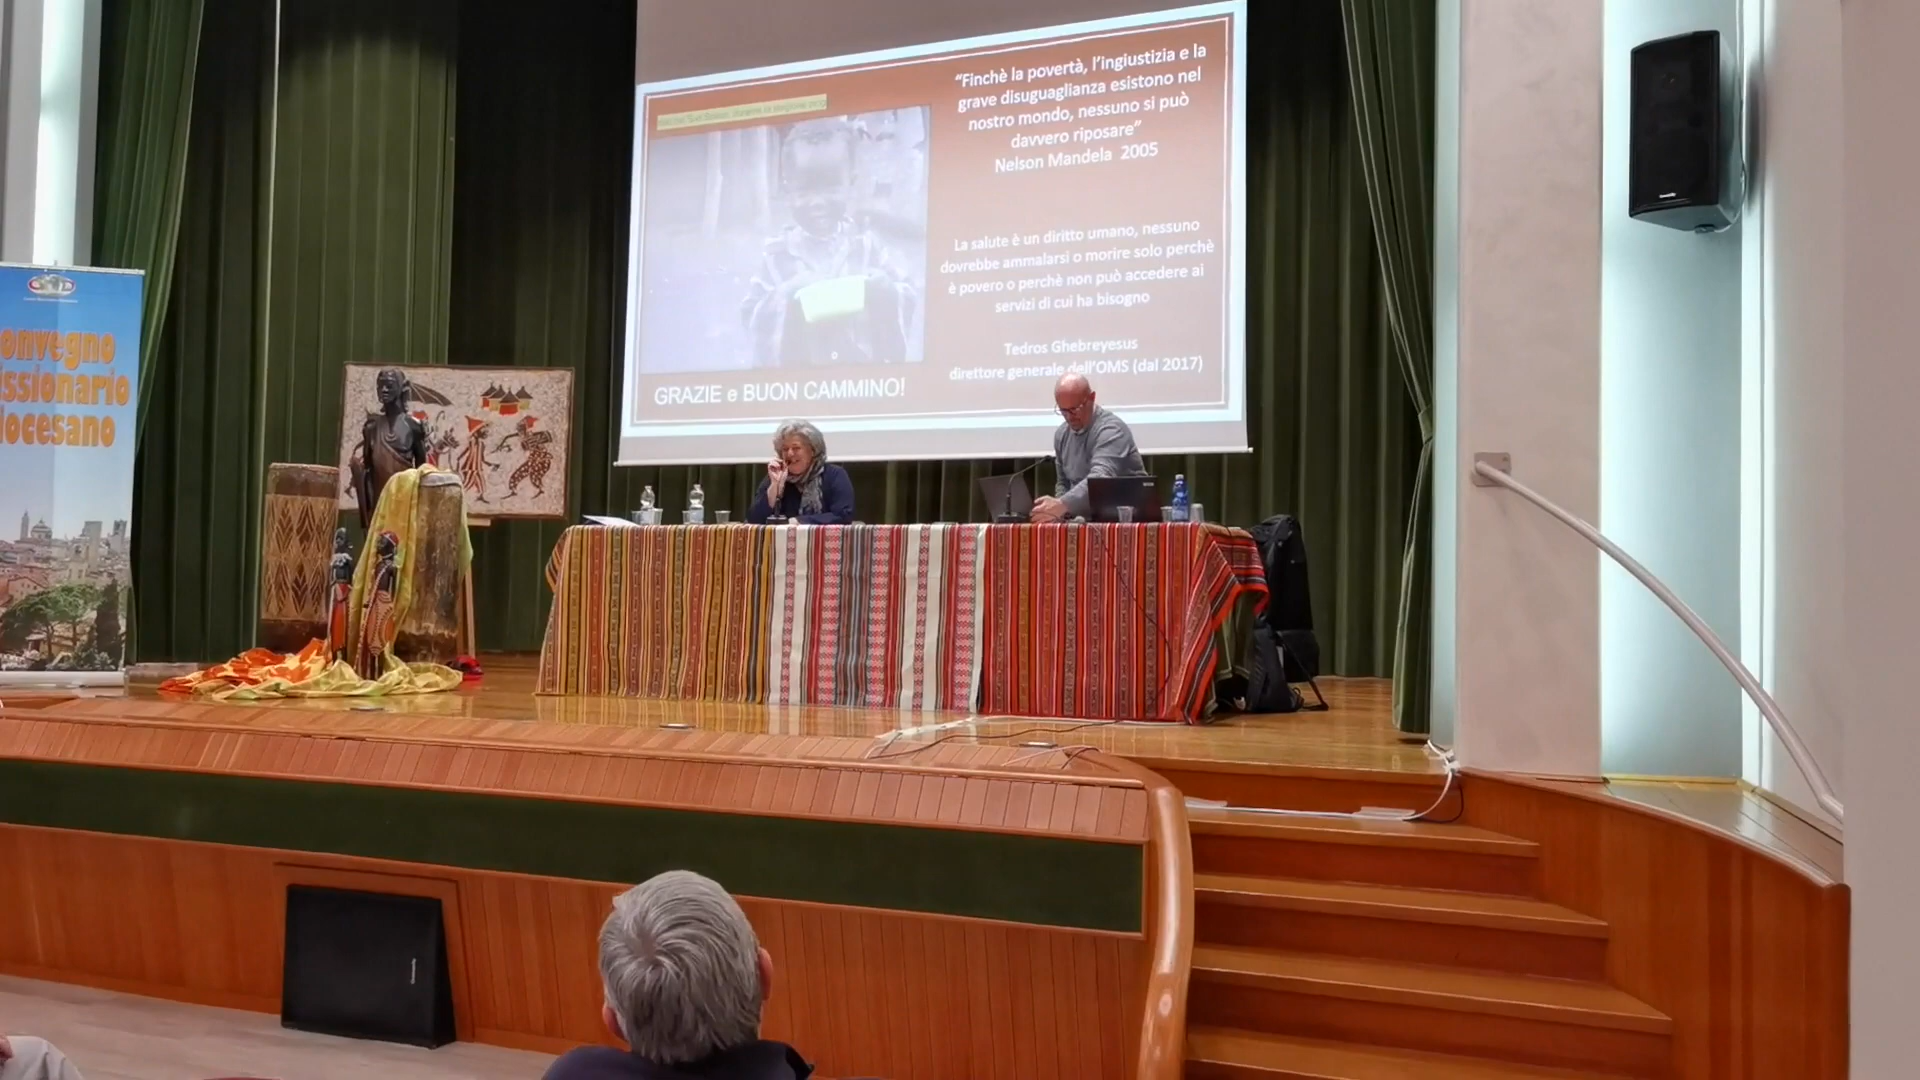 "Finchè la povertà, l'ingiustizia e la
grave disuguaglianza esistono nel
nostro mondo, nessuno si può
davvero riposare"
Nelson Mandela 2005
La salute è un diritto umano, nessuno
dovrebbe ammalarsi o morire solo perchè
è povero o perchè non può accedere ai
servizi di cui ha bisogno
Tedros Ghebreyesus
direttore generale dell'OMS (dal 2017)
GRAZIE e BUON CAMMINO!
onvegno
issionario
iocesano